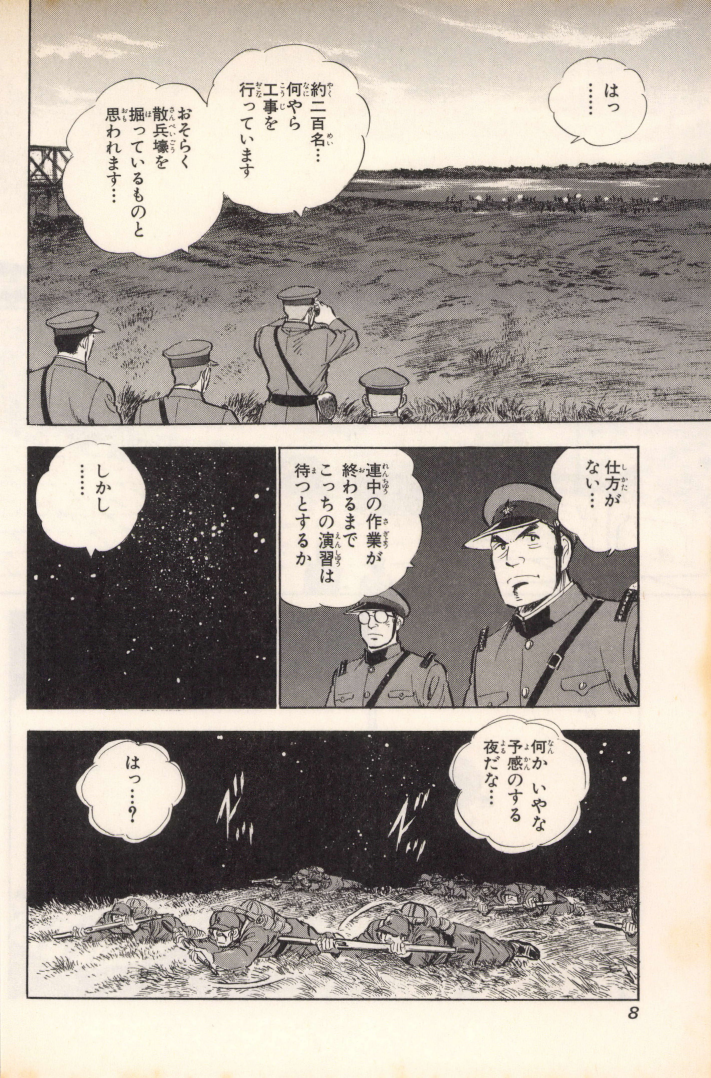 はっ
……
約二百名…
何やら
工事を
行っています
おそらく
散兵壕を
掘っているものと
思われます…
仕方が
ない…
連中の作業が
終わるまで
こっちの演習は
待つとするか
しかし
……
何か いやな
予感のする
夜だな…
はっ…?
ザッ
ザッ
8